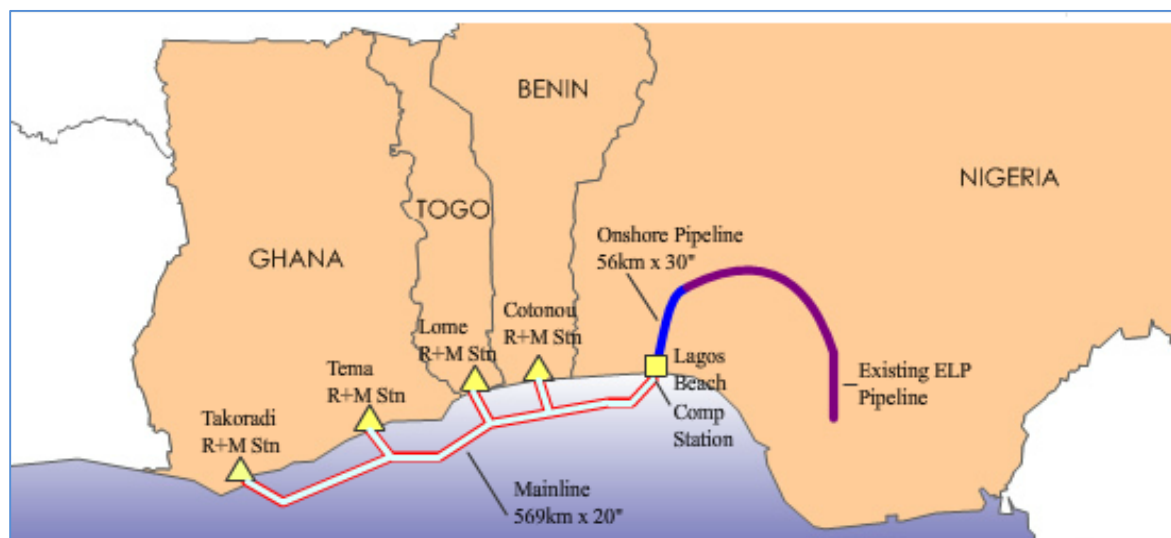 BENIN
NIGERIA
TOGO
GHANA
Onshore Pipeline
56km x 30"
Cotonou
R+M Stn
Lome
R+M Stn
Tema
R+M Stn
Takoradi
R+M Stn
Lagos
Beach
Comp
Station
Existing ELP
Pipeline
Mainline
569km x 20"